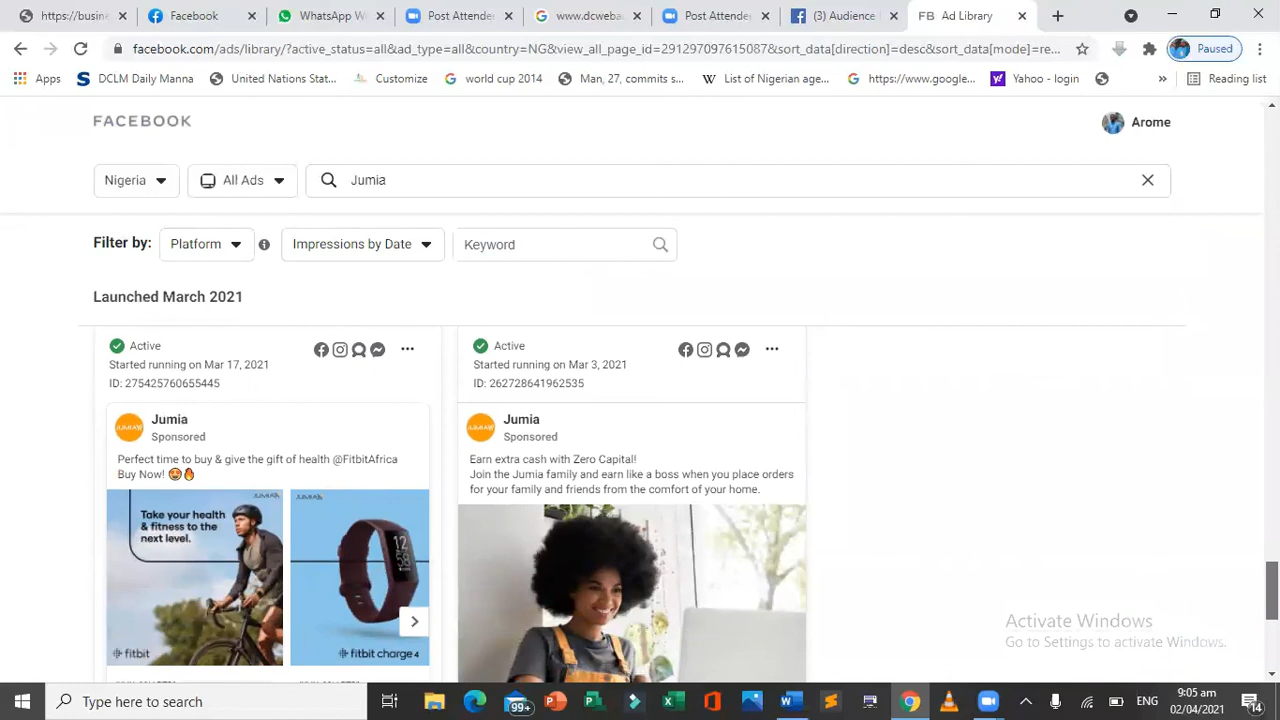 https://busine
Facebook
WhatsApp W
Post Attende
www.dcweba
Post Attende
(3) Audience
FB Ad Library
facebook.com/ads/library/?active_status=all&ad_type=all&country=NG&view_all_page_id=291297097615087&sort_data[direction]=desc&sort_data[mode]=re...
Paused
Apps
DCLM Daily Manna
United Nations Stat...
Customize
world cup 2014
Man, 27, commits s...
List of Nigerian age...
https://www.google...
Yahoo - login
»
Reading list
FACEBOOK
Arome
Nigeria
All Ads
Jumia
Filter by:
Platform
Impressions by Date
Keyword
Launched March 2021
Active
Started running on Mar 17, 2021
ID: 275425760655445
Jumia
Sponsored
Perfect time to buy & give the gift of health @FitbitAfrica
Buy Now! 🤩🔥
JUMIA
Take your health
& fitness to the
next level.
fitbit
JUMIA
fitbit charge 4
Active
Started running on Mar 3, 2021
ID: 262728641962535
Jumia
Sponsored
Earn extra cash with Zero Capital!
Join the Jumia family and earn like a boss when you place orders
for your family and friends from the comfort of your home.
Activate Windows
Go to Settings to activate Windows.
Type here to search
99+
ENG
9:05 am
02/04/2021
14